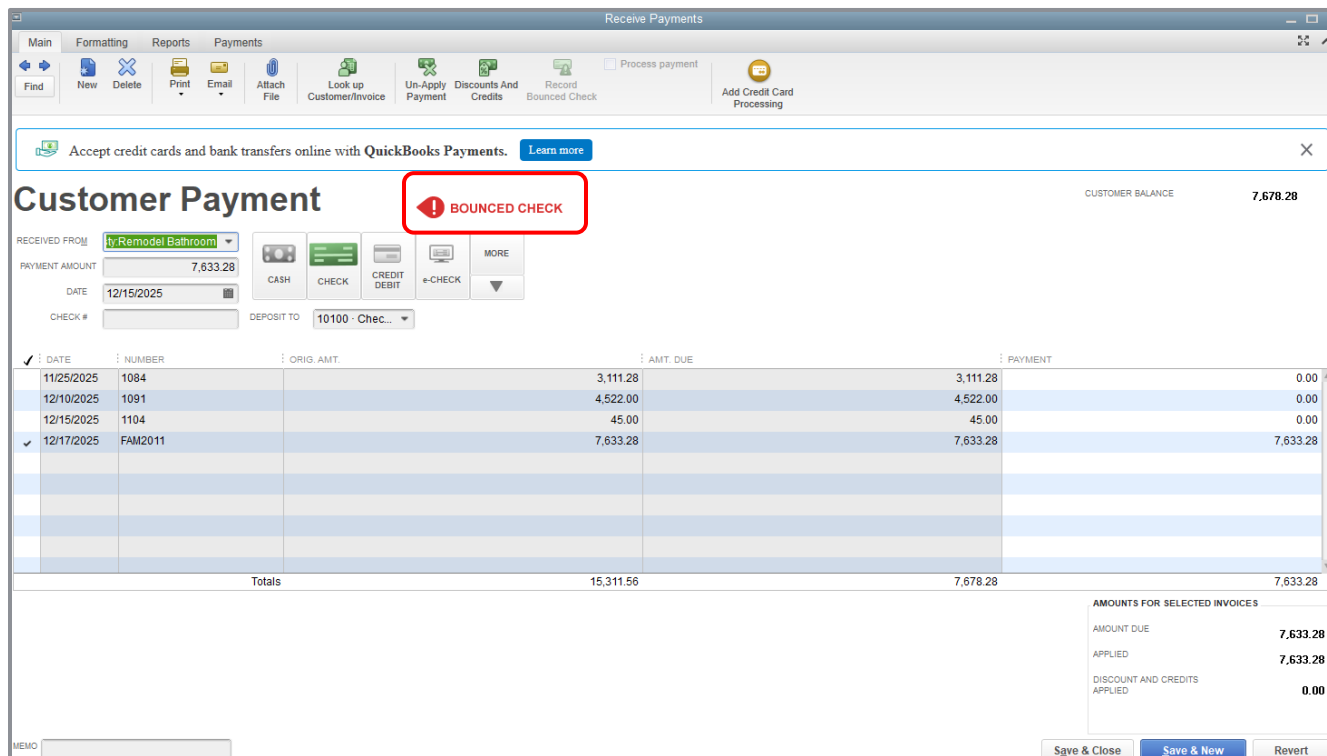 Receive Payments
Main Formatting Reports Payments
Find New Delete Print Email Attach File Look up Customer/Invoice Un-Apply Payment Discounts And Credits Record Bounced Check Process payment Add Credit Card Processing
Accept credit cards and bank transfers online with QuickBooks Payments. Learn more
Customer Payment BOUNCED CHECK CUSTOMER BALANCE 7,678.28
RECEIVED FROM ty:Remodel Bathroom
PAYMENT AMOUNT 7,633.28
DATE 12/15/2025
CHECK #
CASH CHECK CREDIT DEBIT e-CHECK MORE
DEPOSIT TO 10100 · Chec...
DATE NUMBER ORIG. AMT. AMT. DUE PAYMENT
11/25/2025 1084 3,111.28 3,111.28 0.00
12/10/2025 1091 4,522.00 4,522.00 0.00
12/15/2025 1104 45.00 45.00 0.00
12/17/2025 FAM2011 7,633.28 7,633.28 7,633.28
Totals 15,311.56 7,678.28 7,633.28
AMOUNTS FOR SELECTED INVOICES
AMOUNT DUE 7,633.28
APPLIED 7,633.28
DISCOUNT AND CREDITS APPLIED 0.00
MEMO
Save & Close Save & New Revert